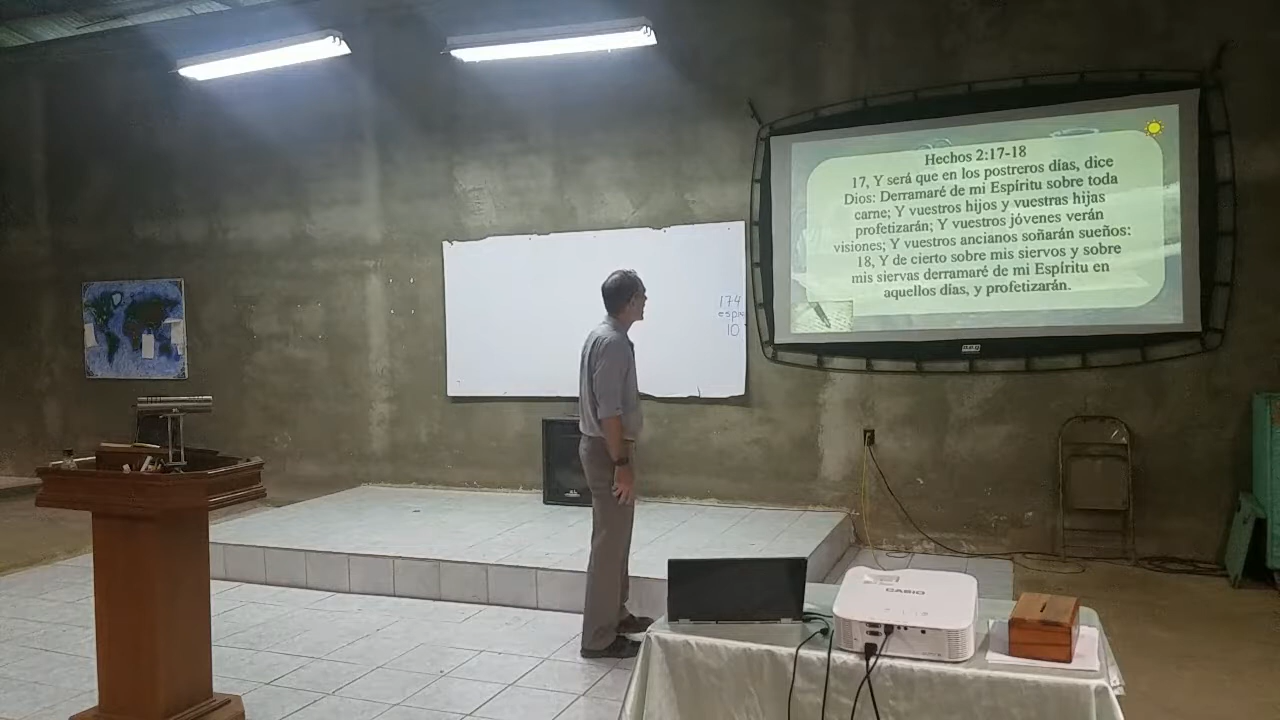 Hechos 2:17-18
17, Y será que en los postreros días, dice
Dios: Derramaré de mi Espíritu sobre toda
carne; Y vuestros hijos y vuestras hijas
profetizarán; Y vuestros jóvenes verán
visiones; Y vuestros ancianos soñarán sueños:
18, Y de cierto sobre mis siervos y sobre
mis siervas derramaré de mi Espíritu en
aquellos días, y profetizarán.
174
10
CASIO